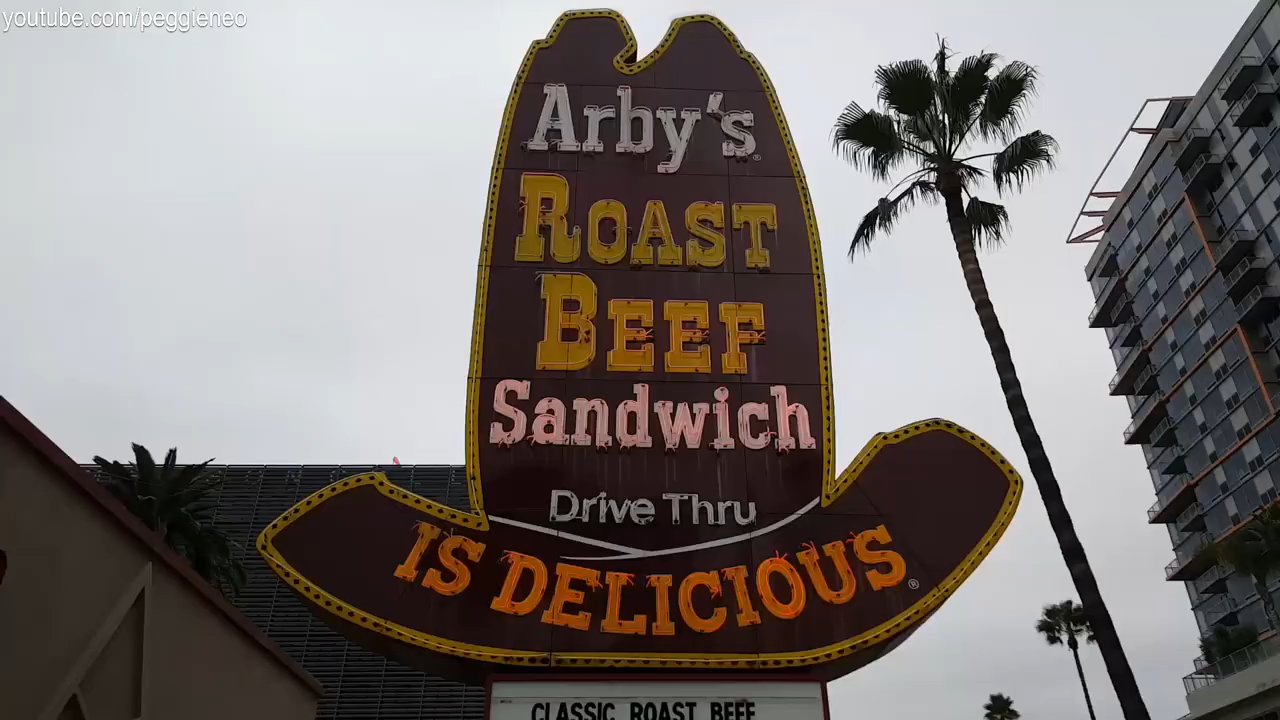 youtube.com/peggieneo
Arby's®
ROAST
BEEF
Sandwich
Drive Thru
IS DELICIOUS®
CLASSIC ROAST BEEF